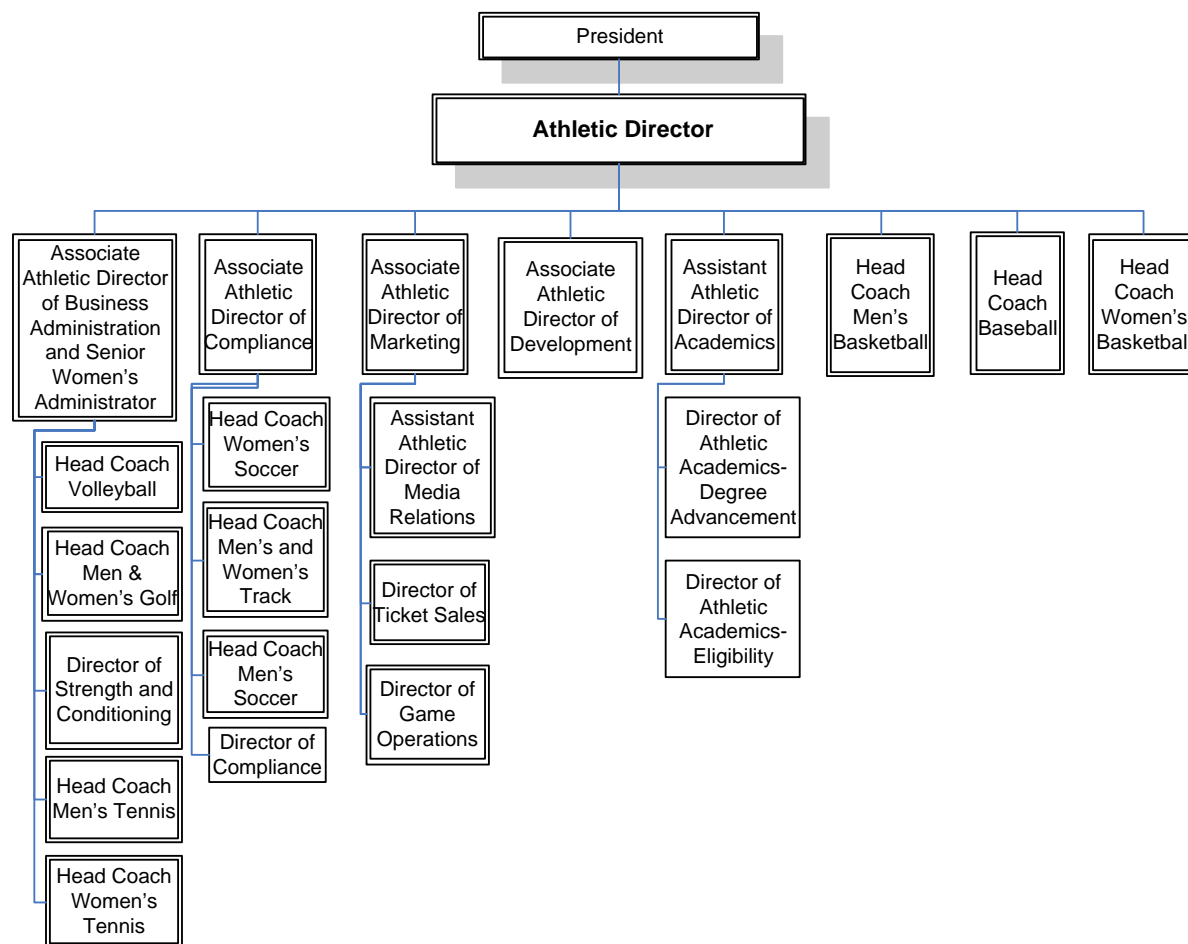 President
Athletic Director
Associate
Athletic Director
of Business
Administration
and Senior
Women's
Administrator
Associate
Athletic
Director of
Compliance
Associate
Athletic
Director of
Marketing
Associate
Athletic
Director of
Development
Assistant
Athletic
Director of
Academics
Head
Coach
Men's
Basketball
Head
Coach
Baseball
Head
Coach
Women's
Basketball
Head Coach
Volleyball
Head Coach
Men &
Women's Golf
Director of
Strength and
Conditioning
Head Coach
Men's Tennis
Head Coach
Women's
Tennis
Head Coach
Women's
Soccer
Head Coach
Men's and
Women's
Track
Head Coach
Men's
Soccer
Director of
Compliance
Assistant
Athletic
Director of
Media
Relations
Director of
Ticket Sales
Director of
Game
Operations
Director of
Athletic
Academics-
Degree
Advancement
Director of
Athletic
Academics-
Eligibility